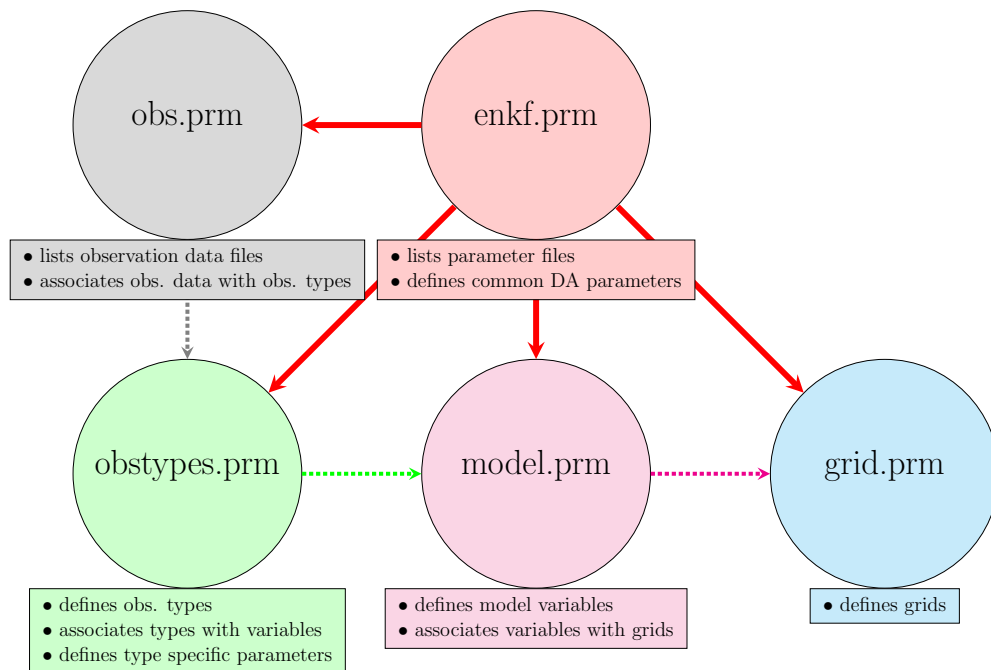 obs.prm
enkf.prm
● lists observation data files
● associates obs. data with obs. types
● lists parameter files
● defines common DA parameters
obstypes.prm
model.prm
grid.prm
● defines obs. types
● associates types with variables
● defines type specific parameters
● defines model variables
● associates variables with grids
● defines grids